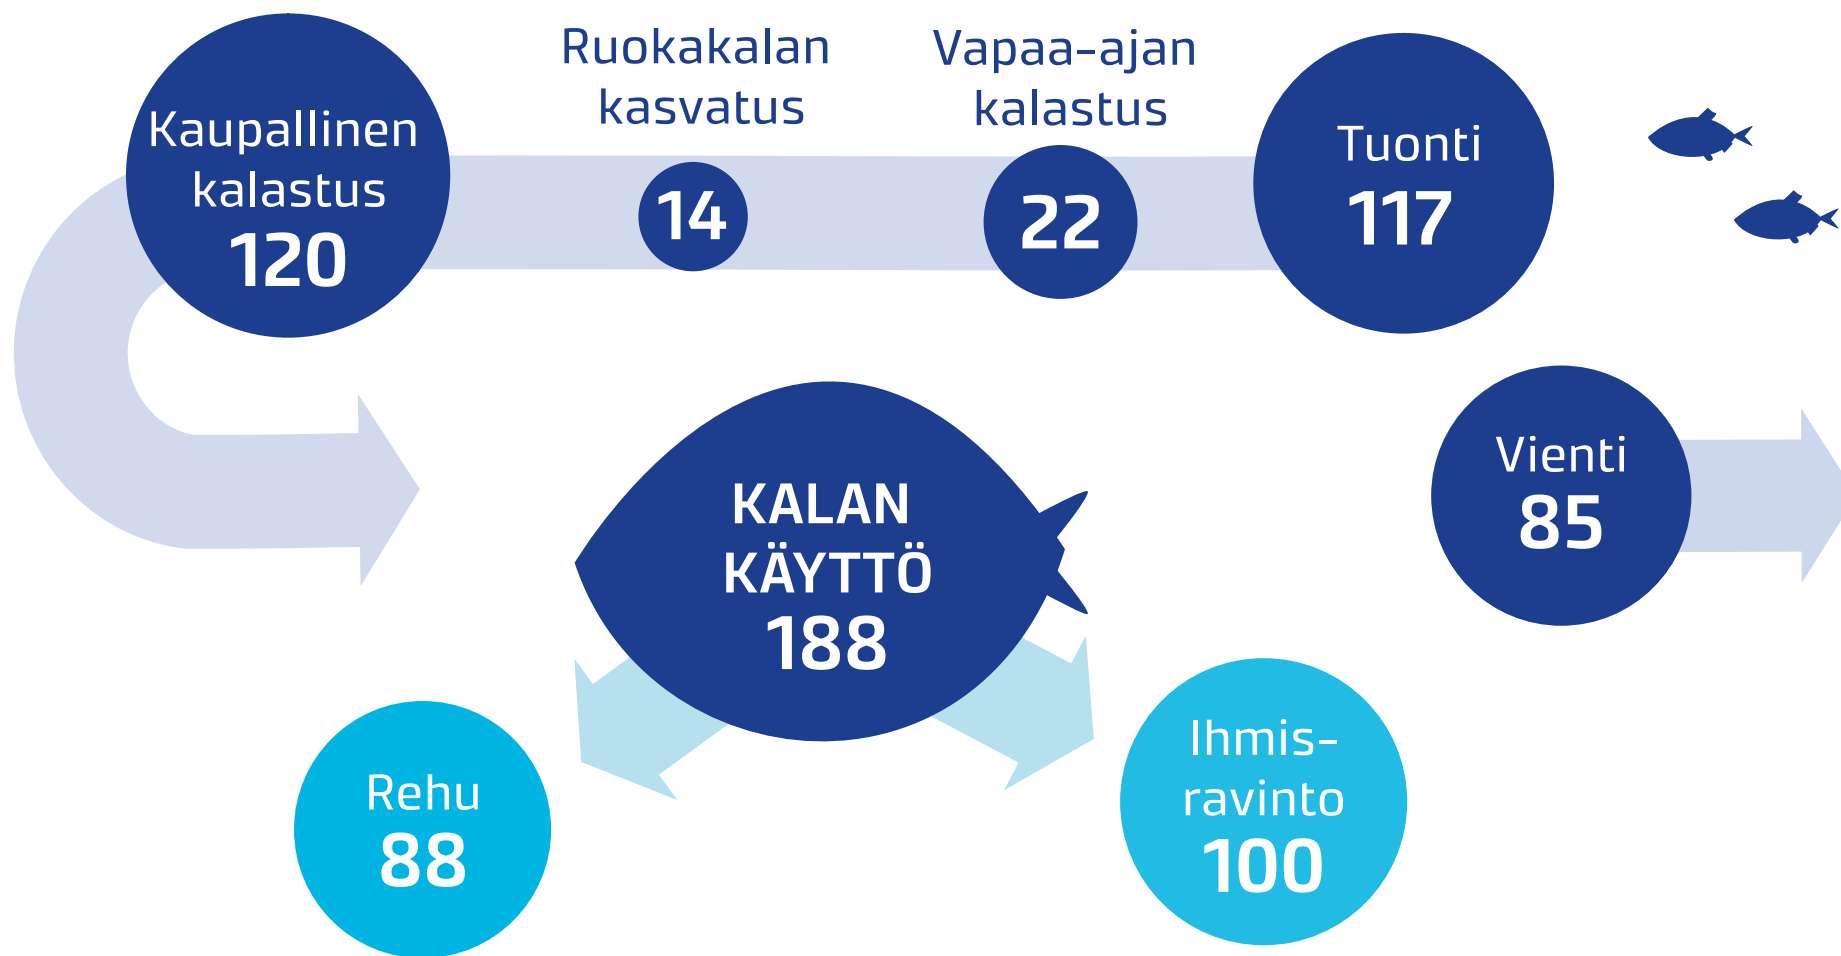 Kaupallinen
kalastus
120
Ruokakalan
kasvatus
14
Vapaa-ajan
kalastus
22
Tuonti
117
Vienti
85
KALAN
KÄYTTÖ
188
Rehu
88
Ihmis-
ravinto
100